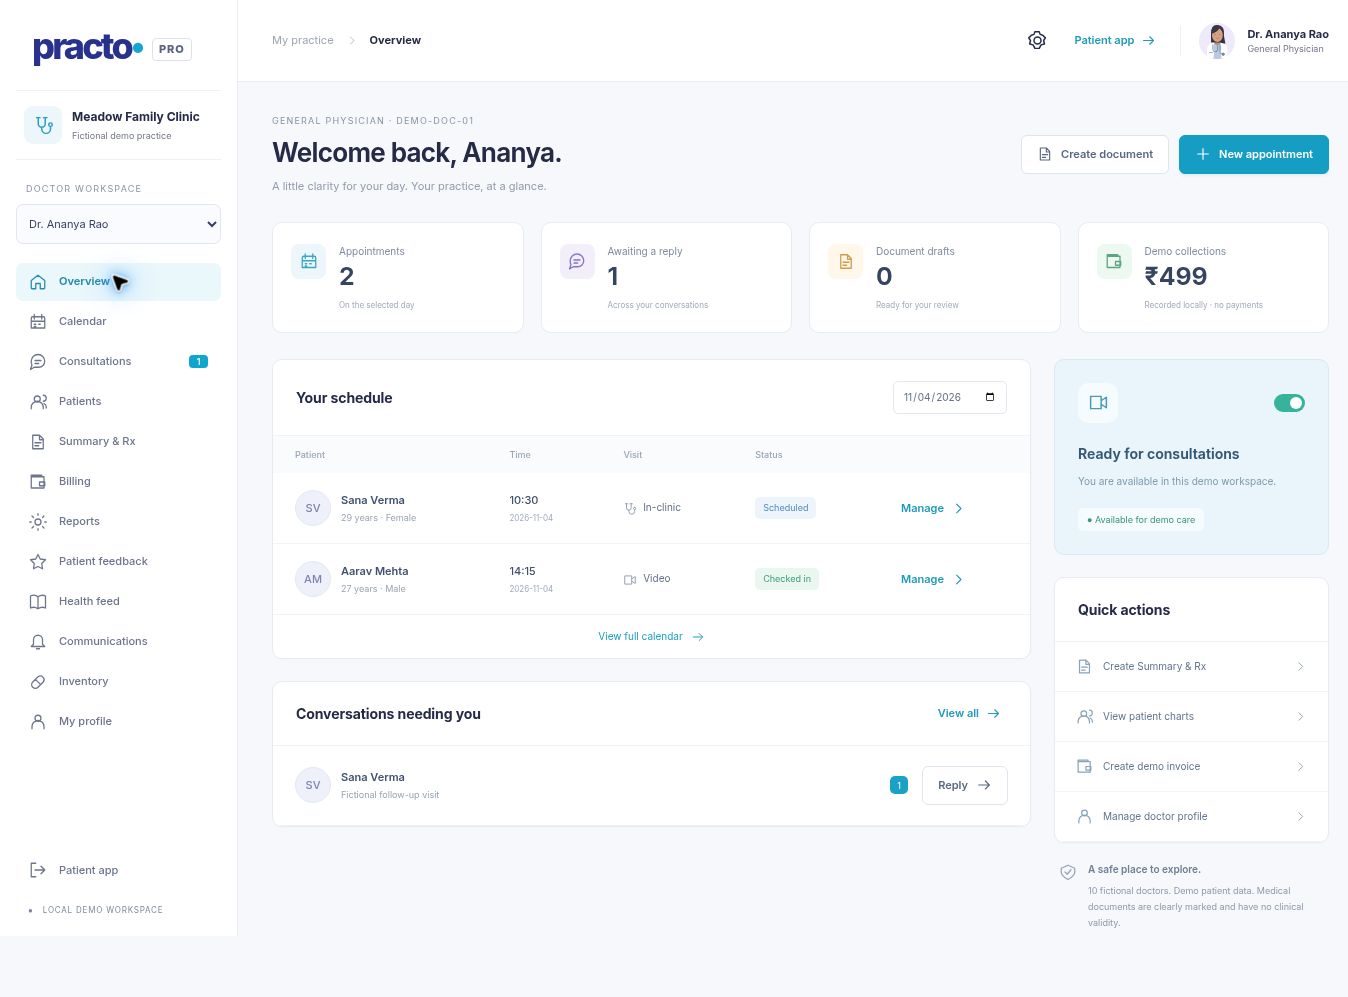 practo
PRO
Meadow Family Clinic
Fictional demo practice
DOCTOR WORKSPACE
Dr. Ananya Rao
Overview
Calendar
Consultations
1
Patients
Summary & Rx
Billing
Reports
Patient feedback
Health feed
Communications
Inventory
My profile
Patient app
LOCAL DEMO WORKSPACE
My practice
Overview
Patient app
Dr. Ananya Rao
General Physician
GENERAL PHYSICIAN · DEMO-DOC-01
Welcome back, Ananya.
A little clarity for your day. Your practice, at a glance.
Create document
New appointment
Appointments
2
On the selected day
Awaiting a reply
1
Across your conversations
Document drafts
0
Ready for your review
Demo collections
₹499
Recorded locally · no payments
Your schedule
11/04/2026
Patient Time Visit Status
SV
Sana Verma
29 years · Female
10:30
2026-11-04
In-clinic
Scheduled
Manage
AM
Aarav Mehta
27 years · Male
14:15
2026-11-04
Video
Checked in
Manage
View full calendar
Conversations needing you
View all
SV
Sana Verma
Fictional follow-up visit
1
Reply
Ready for consultations
You are available in this demo workspace.
● Available for demo care
Quick actions
Create Summary & Rx
View patient charts
Create demo invoice
Manage doctor profile
A safe place to explore.
10 fictional doctors. Demo patient data. Medical
documents are clearly marked and have no clinical
validity.